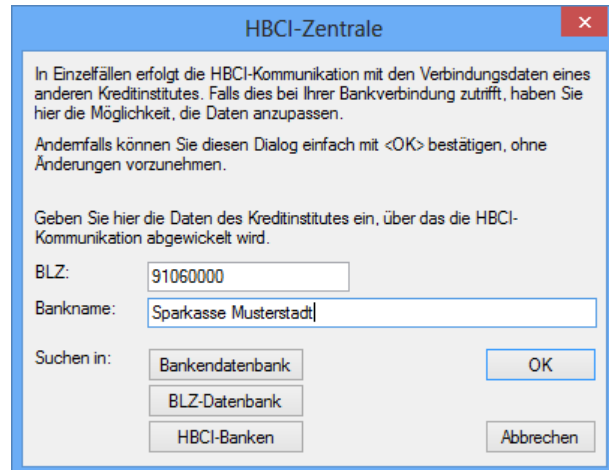 HBCI-Zentrale
In Einzelfällen erfolgt die HBCI-Kommunikation mit den Verbindungsdaten eines
anderen Kreditinstitutes. Falls dies bei Ihrer Bankverbindung zutrifft, haben Sie
hier die Möglichkeit, die Daten anzupassen.
Andernfalls können Sie diesen Dialog einfach mit <OK> bestätigen, ohne
Änderungen vorzunehmen.
Geben Sie hier die Daten des Kreditinstitutes ein, über das die HBCI-
Kommunikation abgewickelt wird.
BLZ: 91060000
Bankname: Sparkasse Musterstadt
Suchen in: Bankendatenbank OK
BLZ-Datenbank
HBCI-Banken Abbrechen